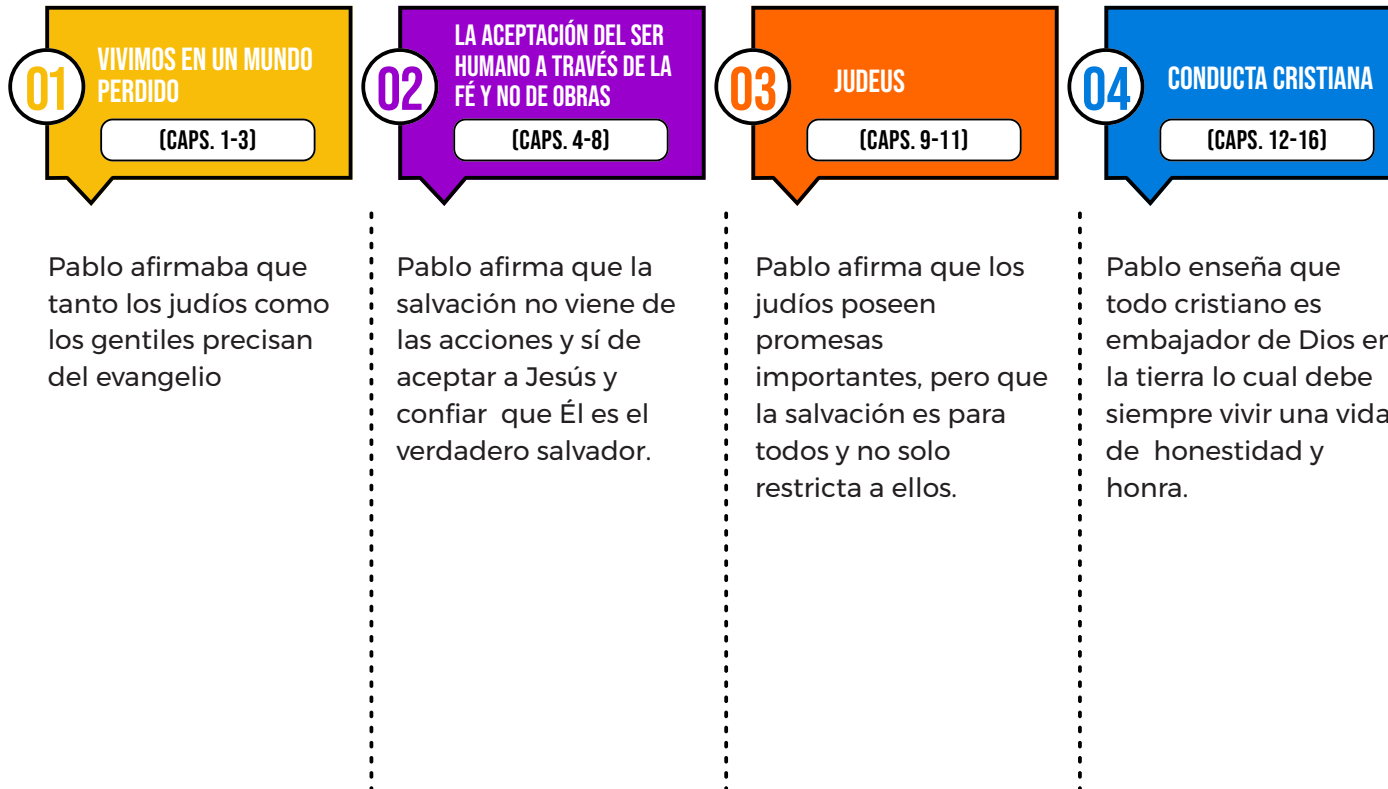 01
VIVIMOS EN UN MUNDO
PERDIDO
(CAPS. 1-3)
Pablo afirmaba que
tanto los judíos como
los gentiles precisan
del evangelio
02
LA ACEPTACIÓN DEL SER
HUMANO A TRAVÉS DE LA
FÉ Y NO DE OBRAS
(CAPS. 4-8)
Pablo afirma que la
salvación no viene de
las acciones y sí de
aceptar a Jesús y
confiar que Él es el
verdadero salvador.
03
JUDEUS
(CAPS. 9-11)
Pablo afirma que los
judíos poseen
promesas
importantes, pero que
la salvación es para
todos y no solo
restricta a ellos.
04
CONDUCTA CRISTIANA
(CAPS. 12-16)
Pablo enseña que
todo cristiano es
embajador de Dios en
la tierra lo cual debe
siempre vivir una vida
de honestidad y
honra.